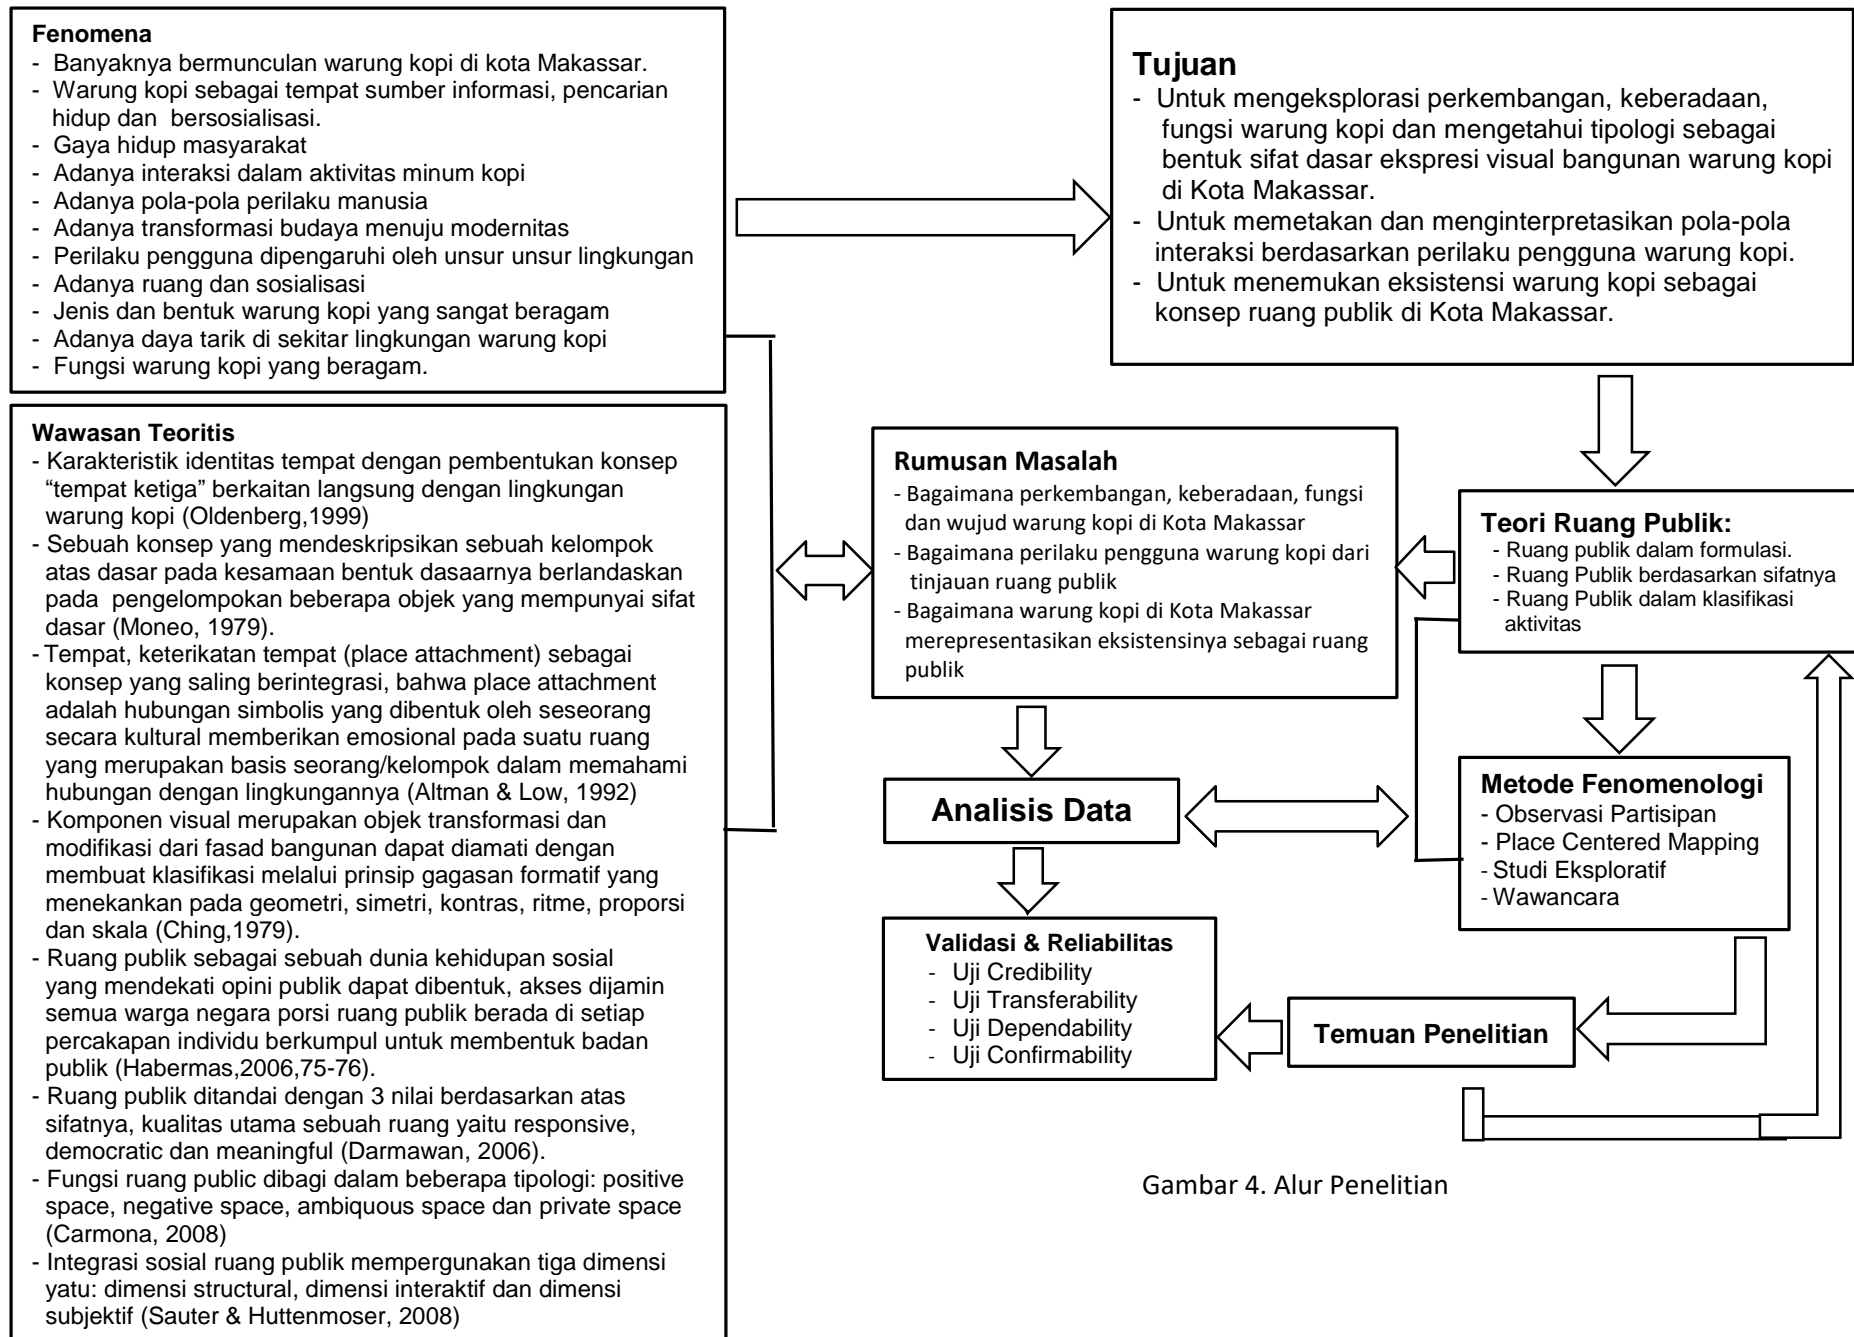 Fenomena
- Banyaknya bermunculan warung kopi di kota Makassar.
- Warung kopi sebagai tempat sumber informasi, pencarian
hidup dan bersosialisasi.
- Gaya hidup masyarakat
- Adanya interaksi dalam aktivitas minum kopi
- Adanya pola-pola perilaku manusia
- Adanya transformasi budaya menuju modernitas
- Perilaku pengguna dipengaruhi oleh unsur unsur lingkungan
- Adanya ruang dan sosialisasi
- Jenis dan bentuk warung kopi yang sangat beragam
- Adanya daya tarik di sekitar lingkungan warung kopi
- Fungsi warung kopi yang beragam.
Tujuan
- Untuk mengeksplorasi perkembangan, keberadaan,
fungsi warung kopi dan mengetahui tipologi sebagai
bentuk sifat dasar ekspresi visual bangunan warung kopi
di Kota Makassar.
- Untuk memetakan dan menginterpretasikan pola-pola
interaksi berdasarkan perilaku pengguna warung kopi.
- Untuk menemukan eksistensi warung kopi sebagai
konsep ruang publik di Kota Makassar.
Wawasan Teoritis
- Karakteristik identitas tempat dengan pembentukan konsep
“tempat ketiga” berkaitan langsung dengan lingkungan
warung kopi (Oldenberg,1999)
- Sebuah konsep yang mendeskripsikan sebuah kelompok
atas dasar pada kesamaan bentuk dasaarnya berlandaskan
pada pengelompokan beberapa objek yang mempunyai sifat
dasar (Moneo, 1979).
- Tempat, keterikatan tempat (place attachment) sebagai
konsep yang saling berintegrasi, bahwa place attachment
adalah hubungan simbolis yang dibentuk oleh seseorang
secara kultural memberikan emosional pada suatu ruang
yang merupakan basis seorang/kelompok dalam memahami
hubungan dengan lingkungannya (Altman & Low, 1992)
- Komponen visual merupakan objek transformasi dan
modifikasi dari fasad bangunan dapat diamati dengan
membuat klasifikasi melalui prinsip gagasan formatif yang
menekankan pada geometri, simetri, kontras, ritme, proporsi
dan skala (Ching,1979).
- Ruang publik sebagai sebuah dunia kehidupan sosial
yang mendekati opini publik dapat dibentuk, akses dijamin
semua warga negara porsi ruang publik berada di setiap
percakapan individu berkumpul untuk membentuk badan
publik (Habermas,2006,75-76).
- Ruang publik ditandai dengan 3 nilai berdasarkan atas
sifatnya, kualitas utama sebuah ruang yaitu responsive,
democratic dan meaningful (Darmawan, 2006).
- Fungsi ruang public dibagi dalam beberapa tipologi: positive
space, negative space, ambiquous space dan private space
(Carmona, 2008)
- Integrasi sosial ruang publik mempergunakan tiga dimensi
yatu: dimensi structural, dimensi interaktif dan dimensi
subjektif (Sauter & Huttenmoser, 2008)
Rumusan Masalah
- Bagaimana perkembangan, keberadaan, fungsi
dan wujud warung kopi di Kota Makassar
- Bagaimana perilaku pengguna warung kopi dari
tinjauan ruang publik
- Bagaimana warung kopi di Kota Makassar
merepresentasikan eksistensinya sebagai ruang
publik
Teori Ruang Publik:
- Ruang publik dalam formulasi.
- Ruang Publik berdasarkan sifatnya
- Ruang Publik dalam klasifikasi
aktivitas
Analisis Data
Metode Fenomenologi
- Observasi Partisipan
- Place Centered Mapping
- Studi Eksploratif
- Wawancara
Validasi & Reliabilitas
- Uji Credibility
- Uji Transferability
- Uji Dependability
- Uji Confirmability
Temuan Penelitian
Gambar 4. Alur Penelitian